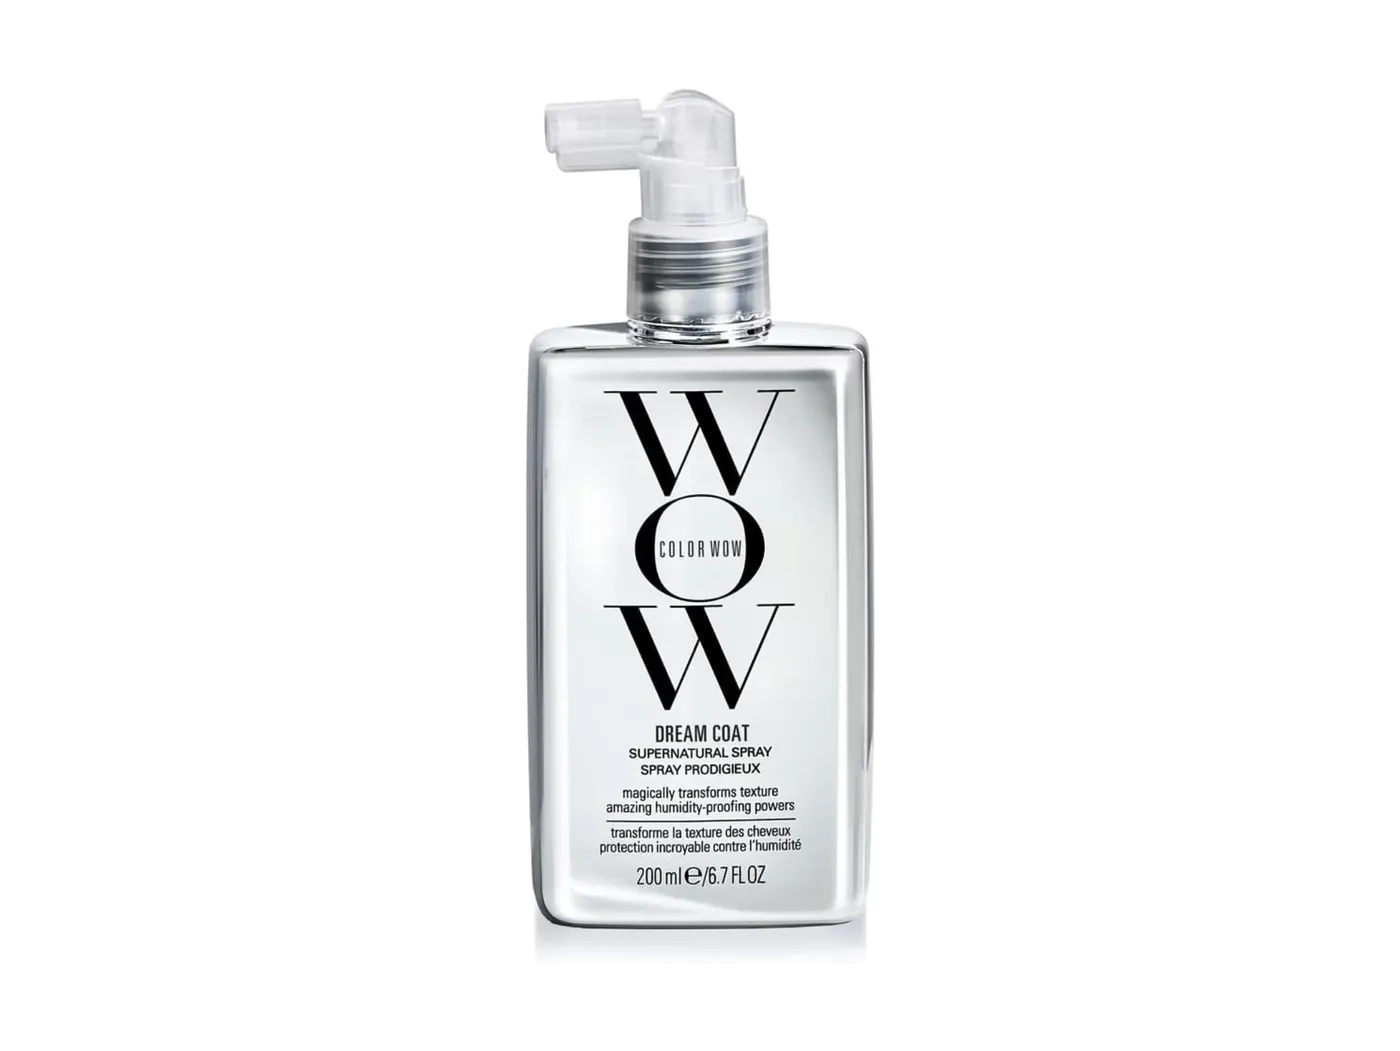 W
O
COLOR WOW
W
DREAM COAT
SUPERNATURAL SPRAY
SPRAY PRODIGIEUX
magically transforms texture
amazing humidity-proofing powers
transforme la texture des cheveux
protection incroyable contre l'humidité
200 ml℮/6.7 FL OZ